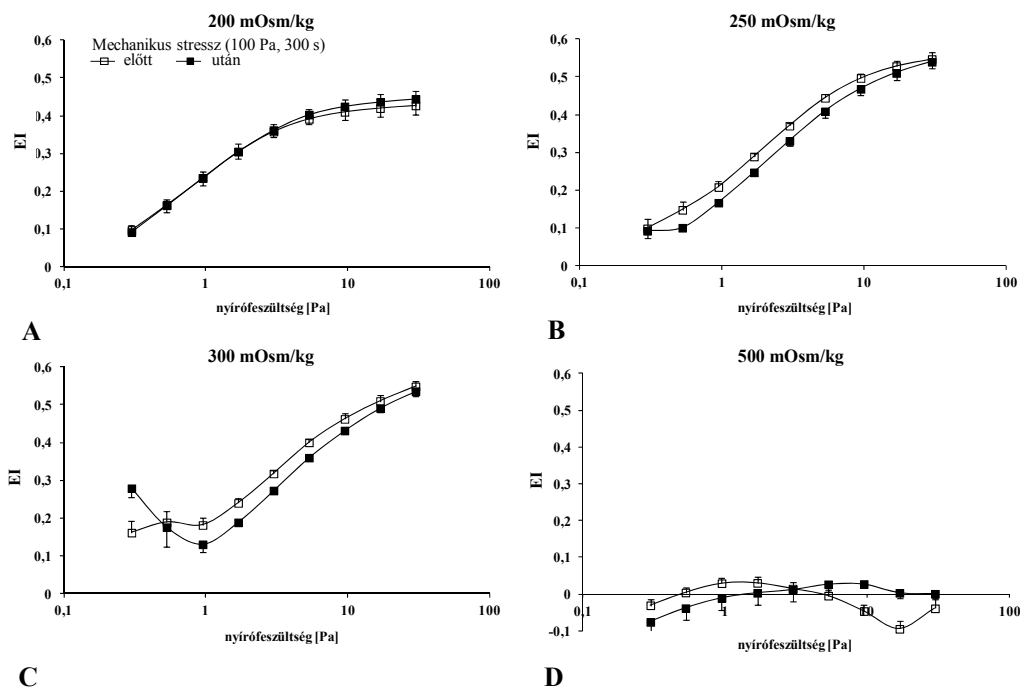 200 mOsm/kg
Mechanikus stressz (100 Pa, 300 s)
előtt után
0,6
0,5
0,4
0,3
0,2
0,1
0
EI
0,1 1 10 100
nyírófeszültség [Pa]
A
250 mOsm/kg
0,6
0,5
0,4
0,3
0,2
0,1
0
EI
0,1 1 10 100
nyírófeszültség [Pa]
B
300 mOsm/kg
0,6
0,5
0,4
0,3
0,2
0,1
0
EI
0,1 1 10 100
nyírófeszültség [Pa]
C
500 mOsm/kg
0,6
0,5
0,4
0,3
0,2
0,1
0
-0,1
EI
0,1 1 10 100
nyírófeszültség [Pa]
D